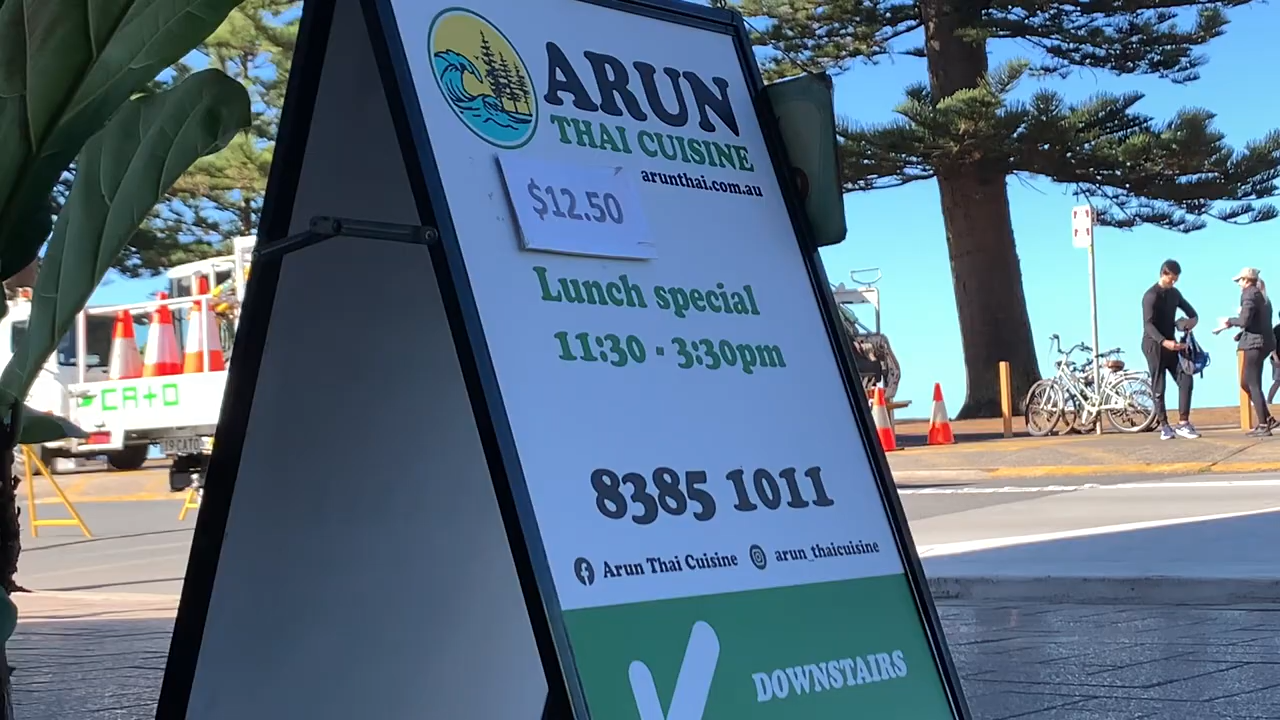 ARUN
THAI CUISINE
arunthai.com.au
$12.50
Lunch special
11:30 - 3:30pm
8385 1011
Arun Thai Cuisine arun_thaicuisine
DOWNSTAIRS
CA+O